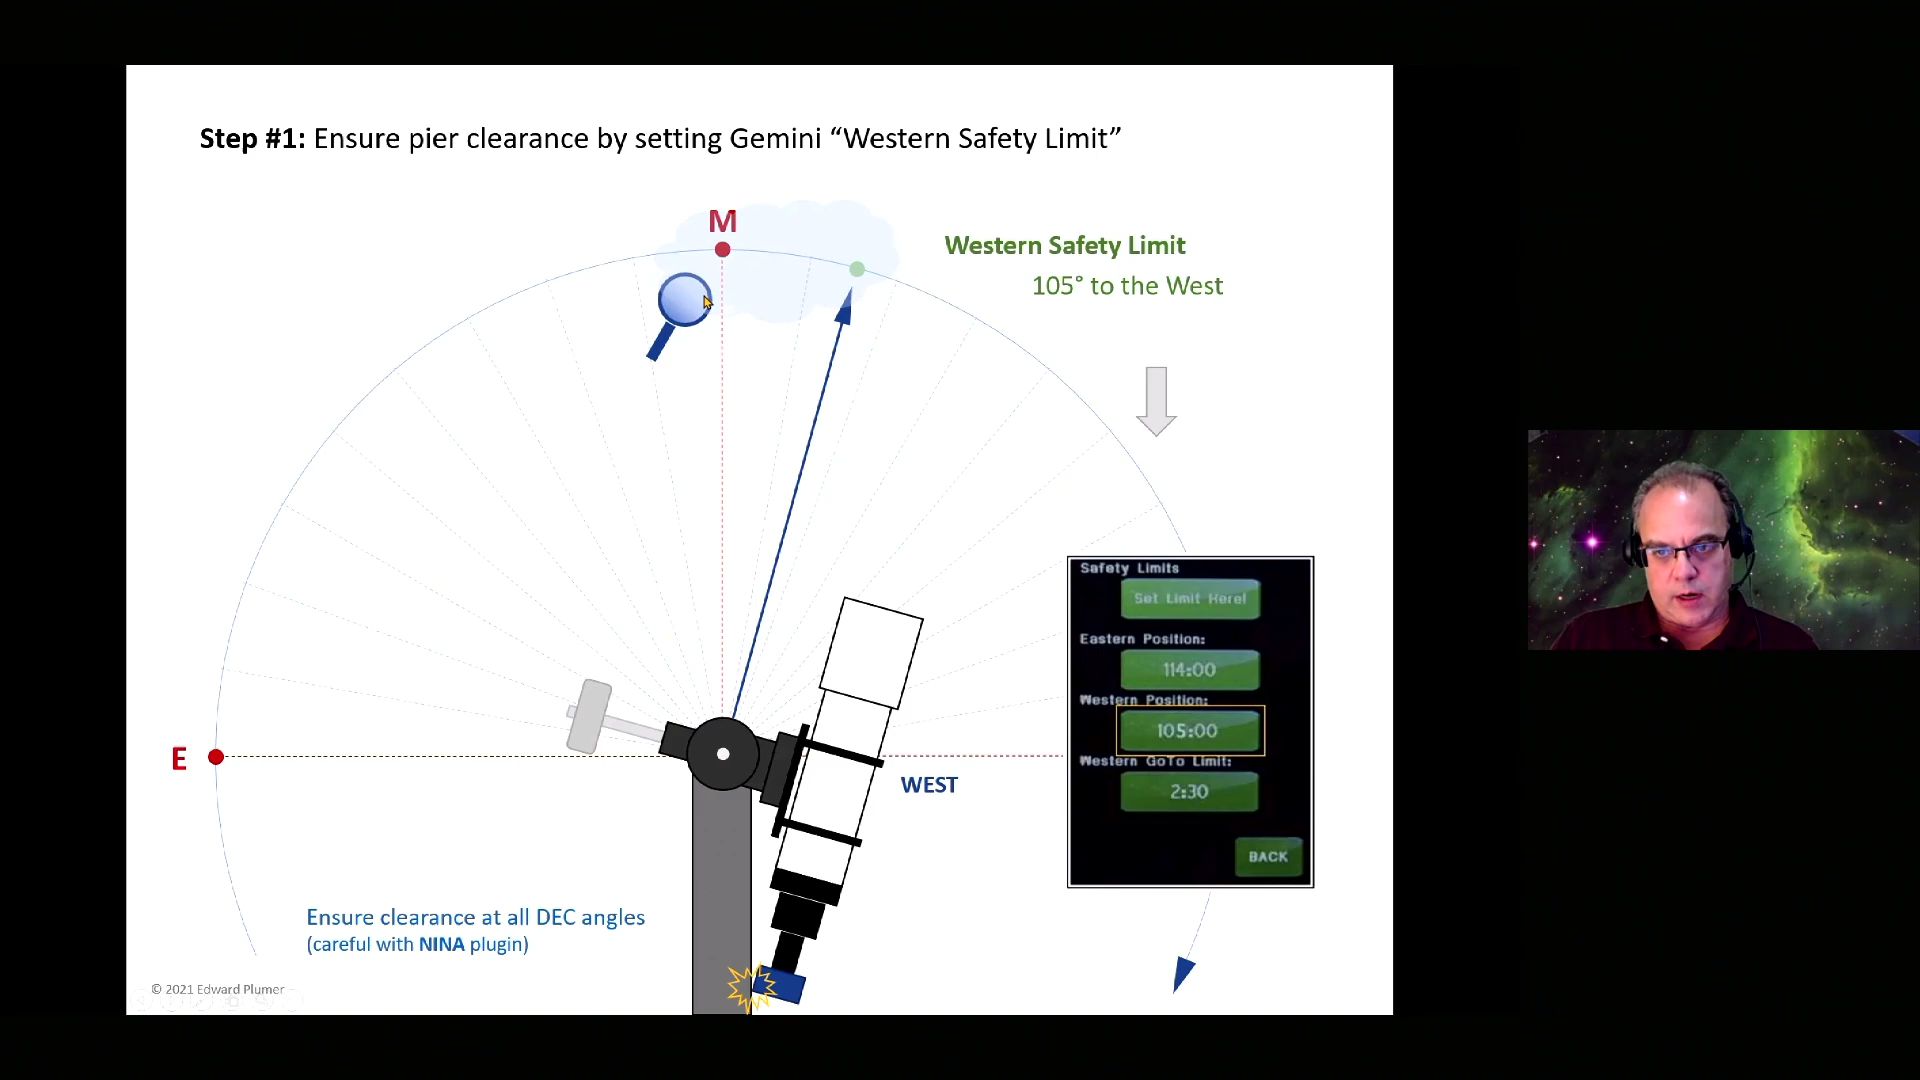 Step #1: Ensure pier clearance by setting Gemini “Western Safety Limit”
M
Western Safety Limit
105° to the West
E
WEST
Safety Limits
Set Limit Here!
Eastern Position:
114:00
Western Position:
105:00
Western GoTo Limit:
2:30
BACK
Ensure clearance at all DEC angles
(careful with NINA plugin)
© 2021 Edward Plumer